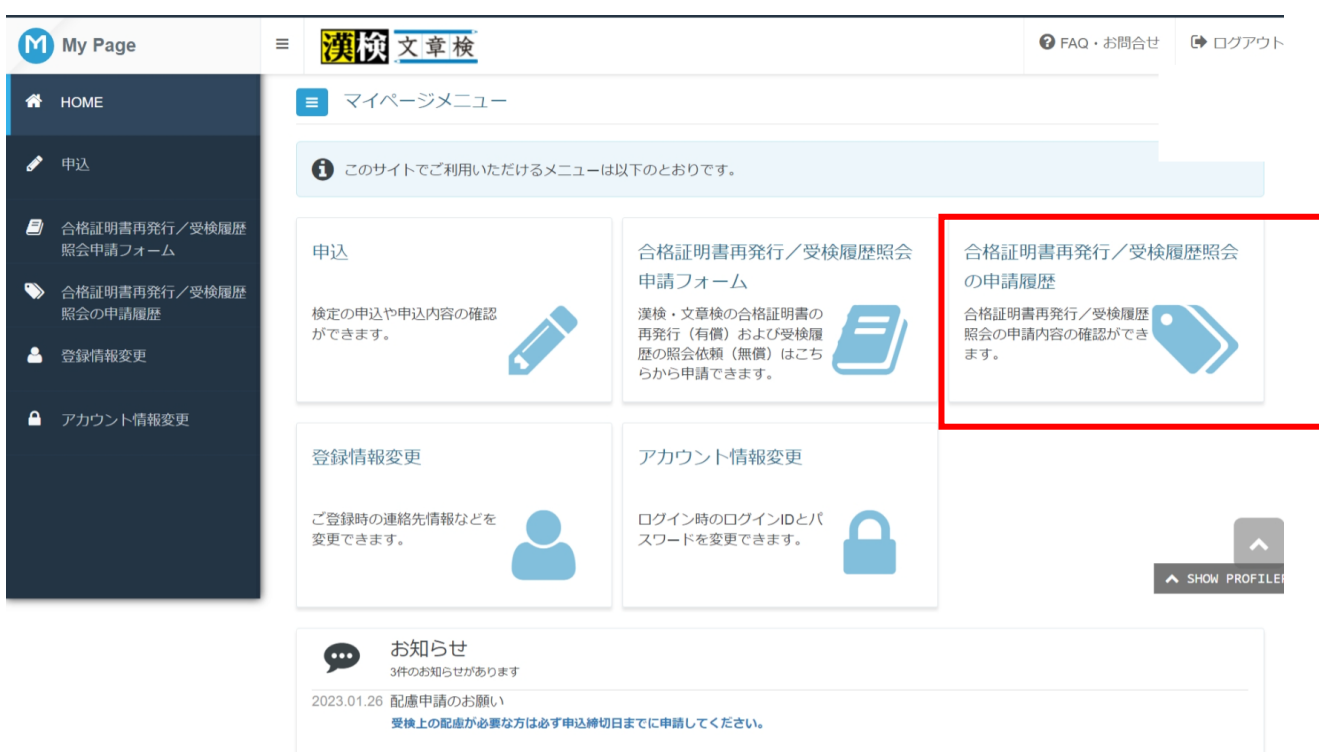 My Page
漢検 文章検
FAQ・お問合せ
ログアウト
HOME
申込
合格証明書再発行／受検履歴
照会申請フォーム
合格証明書再発行／受検履歴
照会の申請履歴
登録情報変更
アカウント情報変更
マイページメニュー
このサイトでご利用いただけるメニューは以下のとおりです。
申込
検定の申込や申込内容の確認
ができます。
合格証明書再発行／受検履歴照会
申請フォーム
漢検・文章検の合格証明書の
再発行（有償）および受検履
歴の照会依頼（無償）はこち
らから申請できます。
合格証明書再発行／受検履歴照会
の申請履歴
合格証明書再発行／受検履歴
照会の申請内容の確認ができ
ます。
登録情報変更
ご登録時の連絡先情報などを
変更できます。
アカウント情報変更
ログイン時のログインIDとパ
スワードを変更できます。
SHOW PROFILER
お知らせ
3件のお知らせがあります
2023.01.26 配慮申請のお願い
受検上の配慮が必要な方は必ず申込締切日までに申請してください。